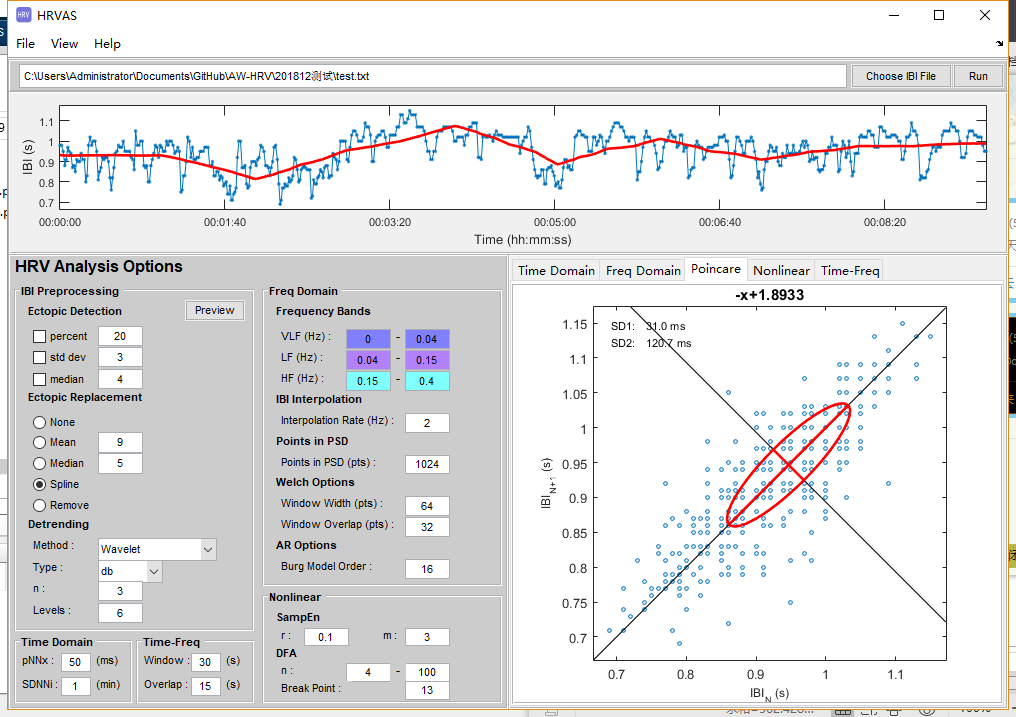 HRV HRVAS
File View Help
C:\Users\Administrator\Documents\GitHub\AW-HRV\201812测试\test.txt
Choose IBI File Run
IBI (s)
1.1
1
0.9
0.8
0.7
00:00:00 00:01:40 00:03:20 00:05:00 00:06:40 00:08:20
Time (hh:mm:ss)
HRV Analysis Options
IBI Preprocessing
Ectopic Detection
Preview
percent 20
std dev 3
median 4
Ectopic Replacement
None
Mean 9
Median 5
Spline
Remove
Detrending
Method : Wavelet
Type : db
n : 3
Levels : 6
Time Domain
pNNx : 50 (ms)
SDNNi : 1 (min)
Time-Freq
Window : 30 (s)
Overlap : 15 (s)
Freq Domain
Frequency Bands
VLF (Hz) : 0 - 0.04
LF (Hz) : 0.04 - 0.15
HF (Hz) : 0.15 - 0.4
IBI Interpolation
Interpolation Rate (Hz) : 2
Points in PSD
Points in PSD (pts) : 1024
Welch Options
Window Width (pts) : 64
Window Overlap (pts) : 32
AR Options
Burg Model Order : 16
Nonlinear
SampEn
r : 0.1 m : 3
DFA
n : 4 - 100
Break Point : 13
Time Domain Freq Domain Poincare Nonlinear Time-Freq
-x+1.8933
SD1: 31.0 ms
SD2: 120.7 ms
IBI N+1 (s)
1.15
1.1
1.05
1
0.95
0.9
0.85
0.8
0.75
0.7
0.7 0.8 0.9 1 1.1
IBI N (s)